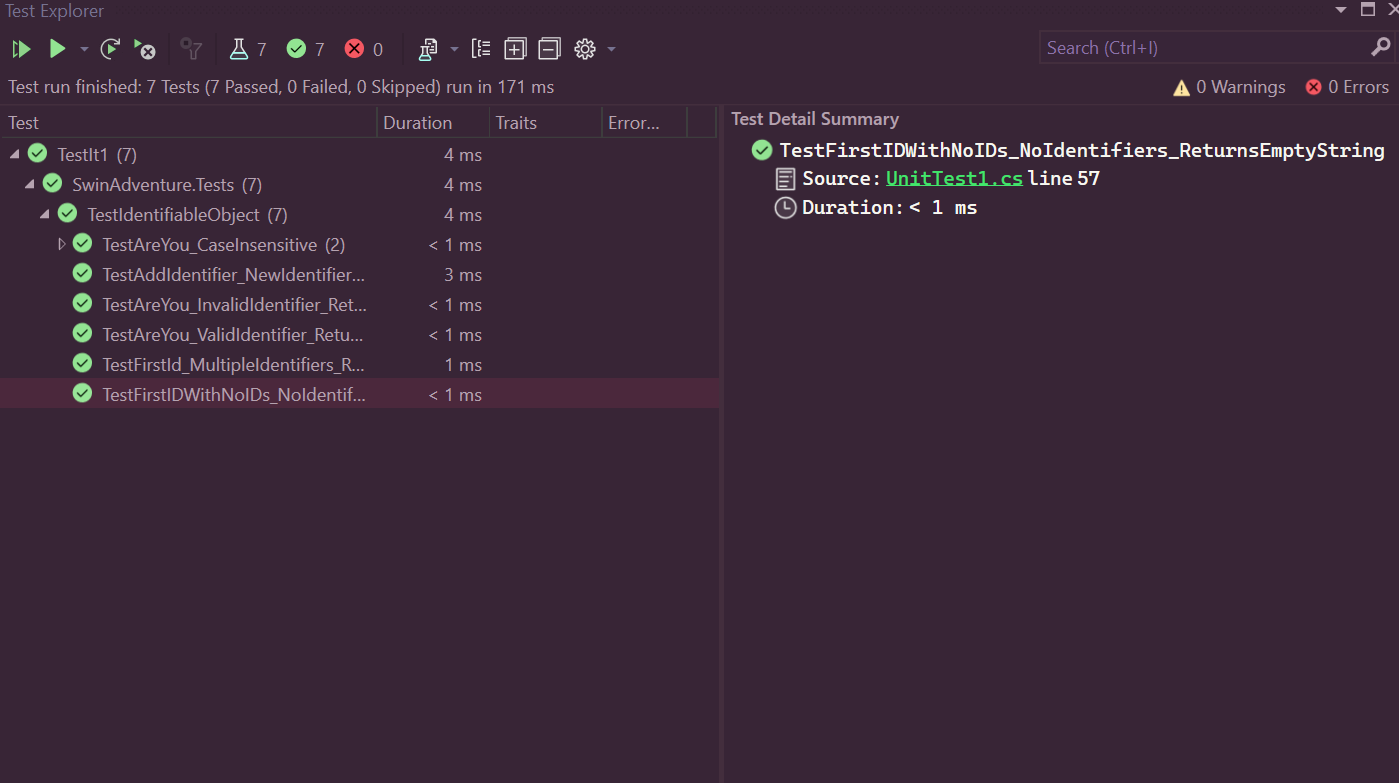 Test Explorer
7 7 0
Search (Ctrl+I)
Test run finished: 7 Tests (7 Passed, 0 Failed, 0 Skipped) run in 171 ms
0 Warnings 0 Errors
Test Duration Traits Error...
TestIt1 (7) 4 ms
SwinAdventure.Tests (7) 4 ms
TestIdentifiableObject (7) 4 ms
TestAreYou_CaseInsensitive (2) < 1 ms
TestAddIdentifier_NewIdentifier... 3 ms
TestAreYou_InvalidIdentifier_Ret... < 1 ms
TestAreYou_ValidIdentifier_Retu... < 1 ms
TestFirstId_MultipleIdentifiers_R... 1 ms
TestFirstIDWithNoIDs_NoIdentif... < 1 ms
Test Detail Summary
TestFirstIDWithNoIDs_NoIdentifiers_ReturnsEmptyString
Source: UnitTest1.cs line 57
Duration: < 1 ms